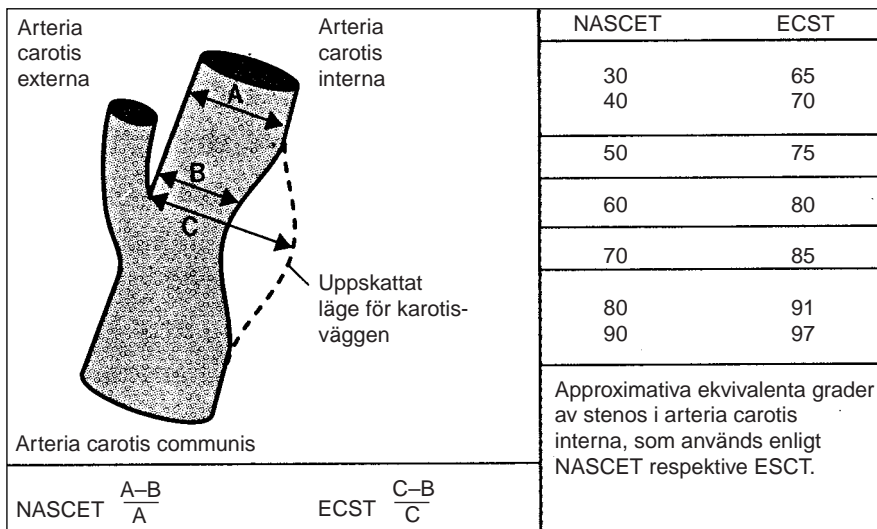 Arteria
carotis
externa
Arteria
carotis
interna
A
B
C
Uppskattat
läge för karotis-
väggen
Arteria carotis communis
NASCET A–B
A
ECST C–B
C
NASCET ECST
30 65
40 70
50 75
60 80
70 85
80 91
90 97
Approximativa ekvivalenta grader
av stenos i arteria carotis
interna, som används enligt
NASCET respektive ESCT.